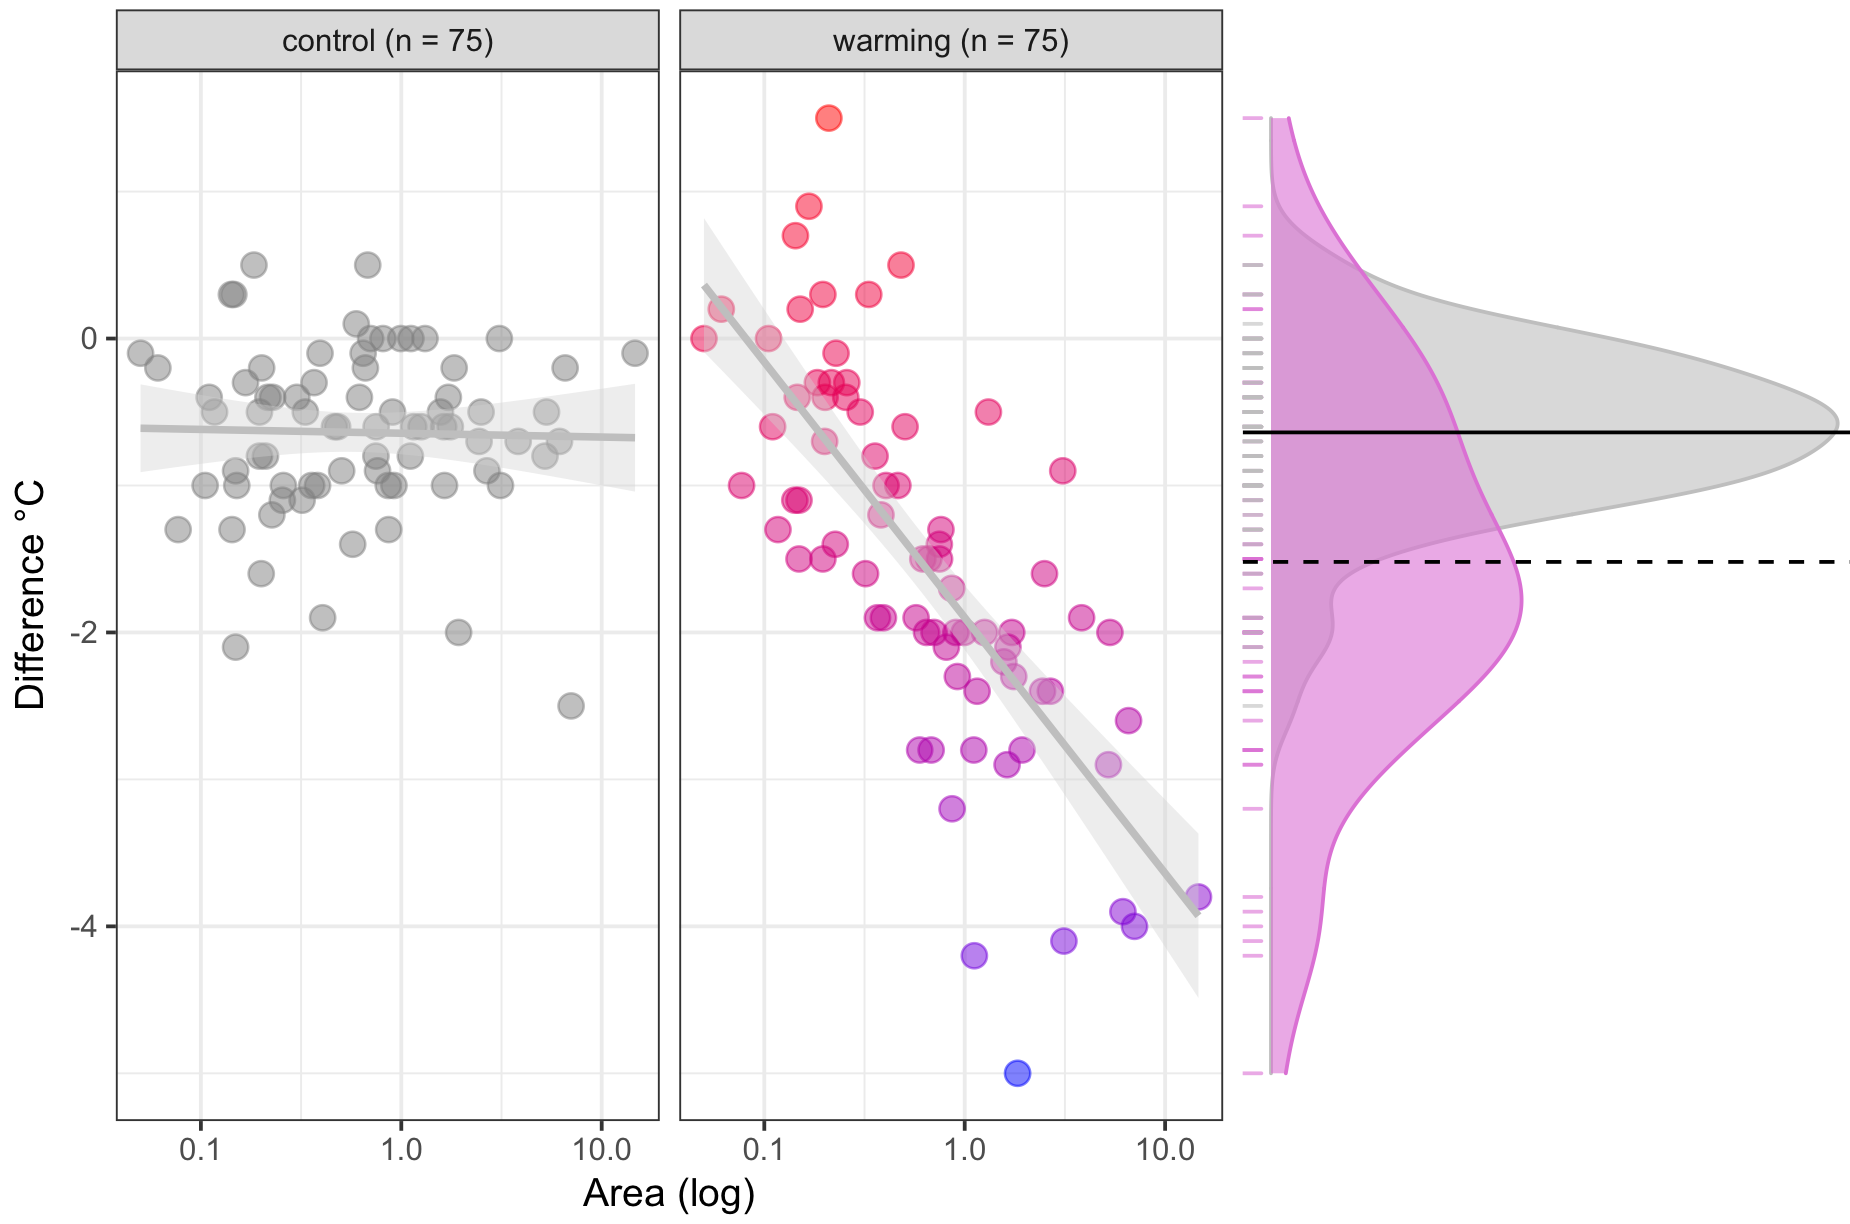 control (n = 75)
warming (n = 75)
Difference °C
0
-2
-4
0.1
1.0
10.0
0.1
1.0
10.0
Area (log)